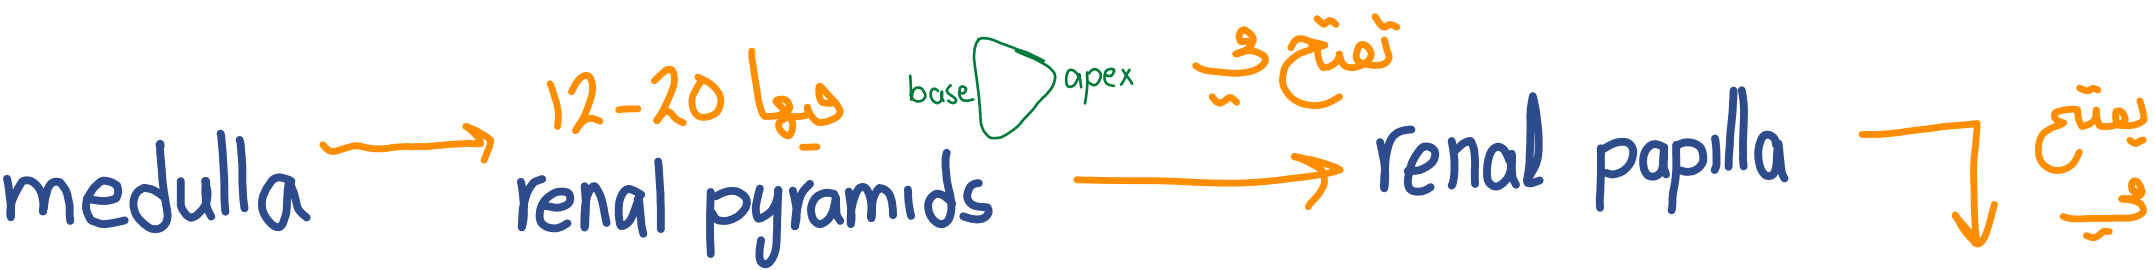 فيها 12-20
base
apex
تفتح في
medulla → renal pyramids → renal papilla
يفتح
في